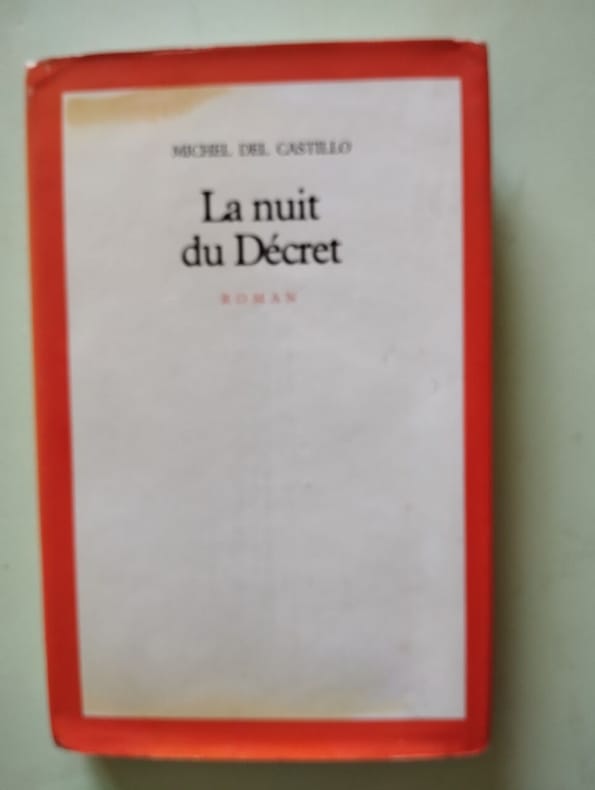 MICHEL DEL CASTILLO
La nuit
du Décret
ROMAN